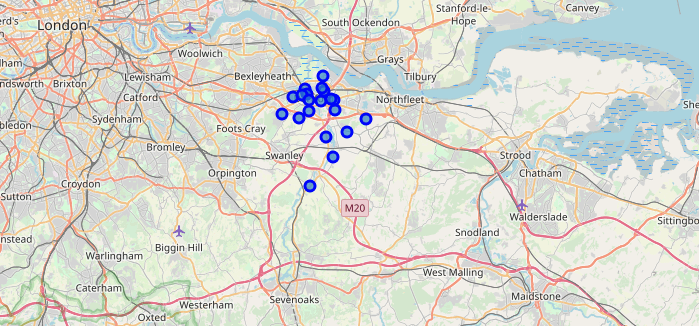 Stanford-le-
Hope
Canvey
London
South Ockendon
Woolwich
Grays
Bexleyheath
Tilbury
Lewisham
ndsworth
Brixton
Catford
Northfleet
Sydenham
Foots Cray
Bromley
Swanley
Strood
Orpington
Chatham
Croydon
Sutton
M20
Walderslade
Sittingbo
nstead
Biggin Hill
Snodland
Warlingham
West Malling
Caterham
Sevenoaks
Maidstone
Westerham
Oxted